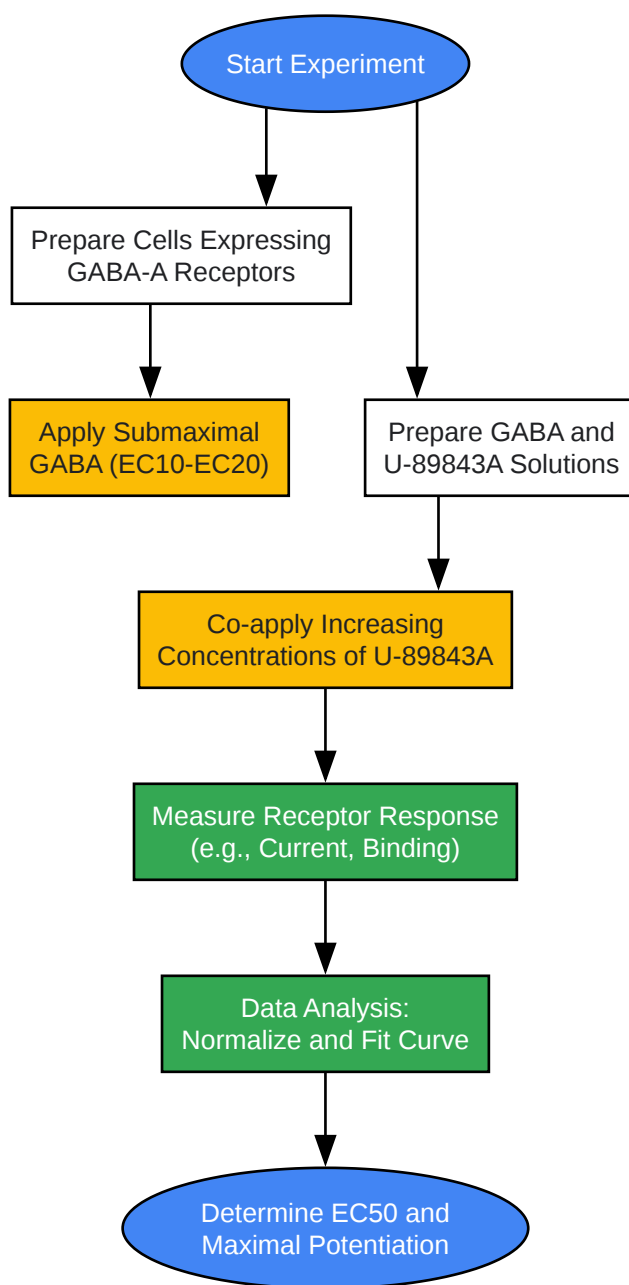 Start Experiment
Prepare Cells Expressing
GABA-A Receptors
Apply Submaximal
GABA (EC10-EC20)
Prepare GABA and
U-89843A Solutions
Co-apply Increasing
Concentrations of U-89843A
Measure Receptor Response
(e.g., Current, Binding)
Data Analysis:
Normalize and Fit Curve
Determine EC50 and
Maximal Potentiation